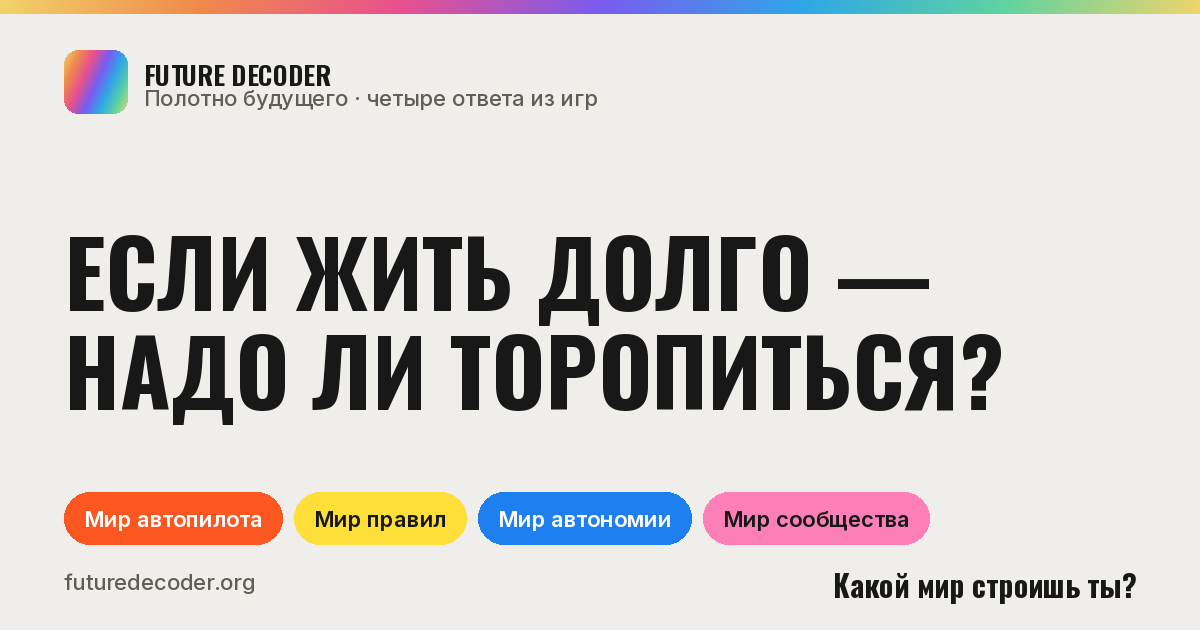 FUTURE DECODER
Полотно будущего · четыре ответа из игр
ЕСЛИ ЖИТЬ ДОЛГО —
НАДО ЛИ ТОРОПИТЬСЯ?
Мир автопилота Мир правил Мир автономии Мир сообщества
futuredecoder.org Какой мир строишь ты?